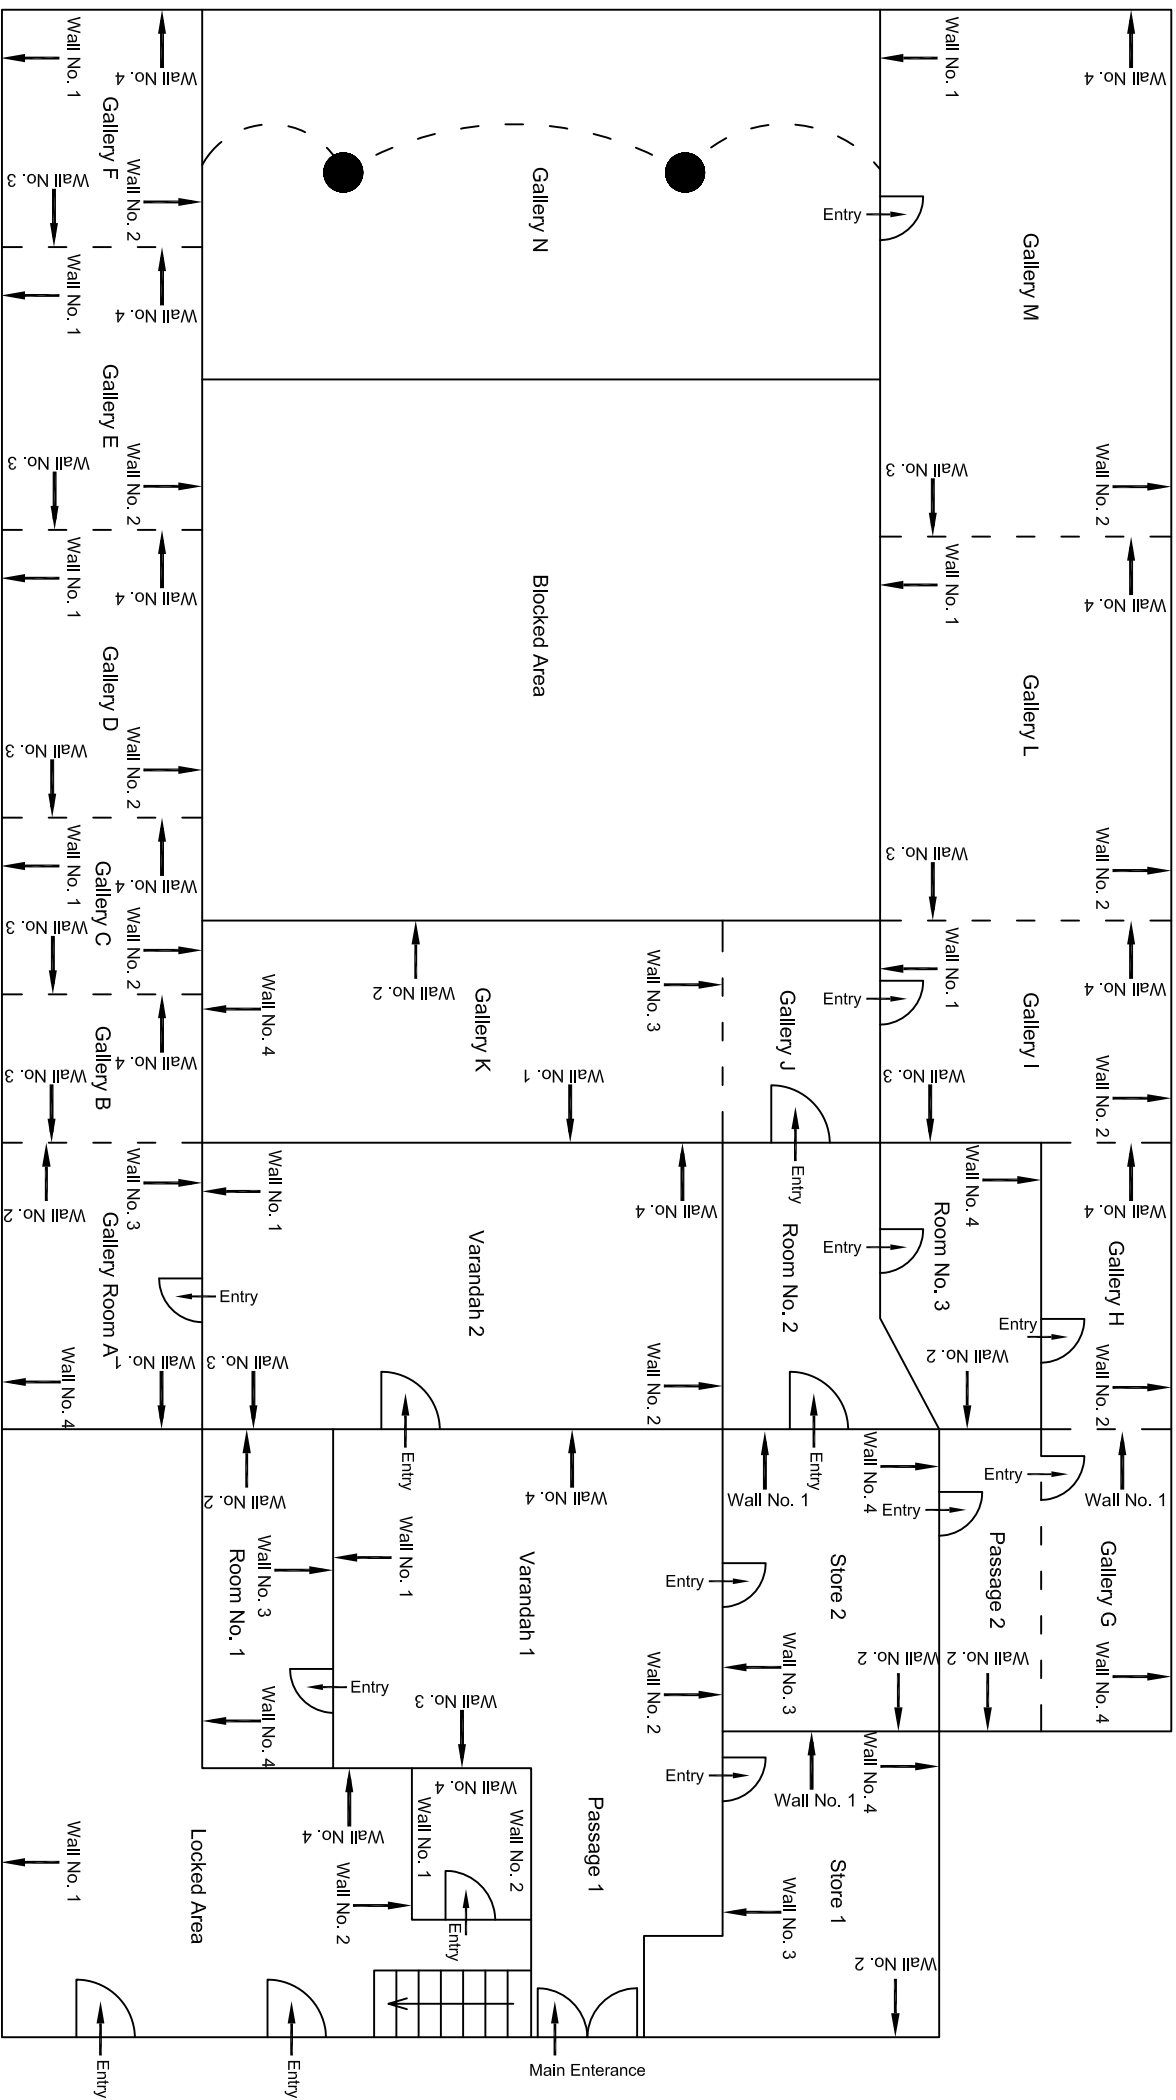 Wall No. 1
Wall No. 4
Wall No. 1
Wall No. 4
Gallery F
Wall No. 3
Wall No. 2
Gallery N
Entry
Gallery M
Wall No. 1
Wall No. 4
Gallery E
Wall No. 3
Wall No. 2
Wall No. 3
Wall No. 2
Wall No. 1
Wall No. 4
Blocked Area
Wall No. 1
Wall No. 4
Gallery D
Gallery L
Wall No. 3
Wall No. 2
Wall No. 3
Wall No. 2
Wall No. 1
Gallery C
Wall No. 4
Wall No. 3
Wall No. 2
Wall No. 4
Wall No. 2
Gallery K
Wall No. 3
Gallery J
Entry
Wall No. 1
Gallery I
Wall No. 4
Wall No. 3
Gallery B
Wall No. 4
Wall No. 1
Wall No. 3
Wall No. 2
Wall No. 2
Gallery Room A
Wall No. 3
Wall No. 1
Varandah 2
Wall No. 4
Entry
Room No. 2
Entry
Room No. 3
Wall No. 4
Gallery H
Wall No. 4
Entry
Entry
Wall No. 4
Wall No. 1
Wall No. 3
Wall No. 2
Wall No. 2
Wall No. 2
Wall No. 2
Room No. 1
Wall No. 3
Entry
Wall No. 1
Varandah 1
Wall No. 4
Wall No. 1
Entry
Wall No. 4
Entry
Entry
Wall No. 1
Entry
Store 2
Passage 2
Gallery G
Wall No. 4
Entry
Wall No. 3
Wall No. 2
Wall No. 3
Wall No. 2
Wall No. 2
Wall No. 4
Entry
Wall No. 1
Wall No. 4
Wall No. 4
Wall No. 4
Wall No. 1
Wall No. 2
Passage 1
Wall No. 1
Locked Area
Wall No. 2
Entry
Store 1
Wall No. 3
Wall No. 2
Entry
Entry
Main Enterance